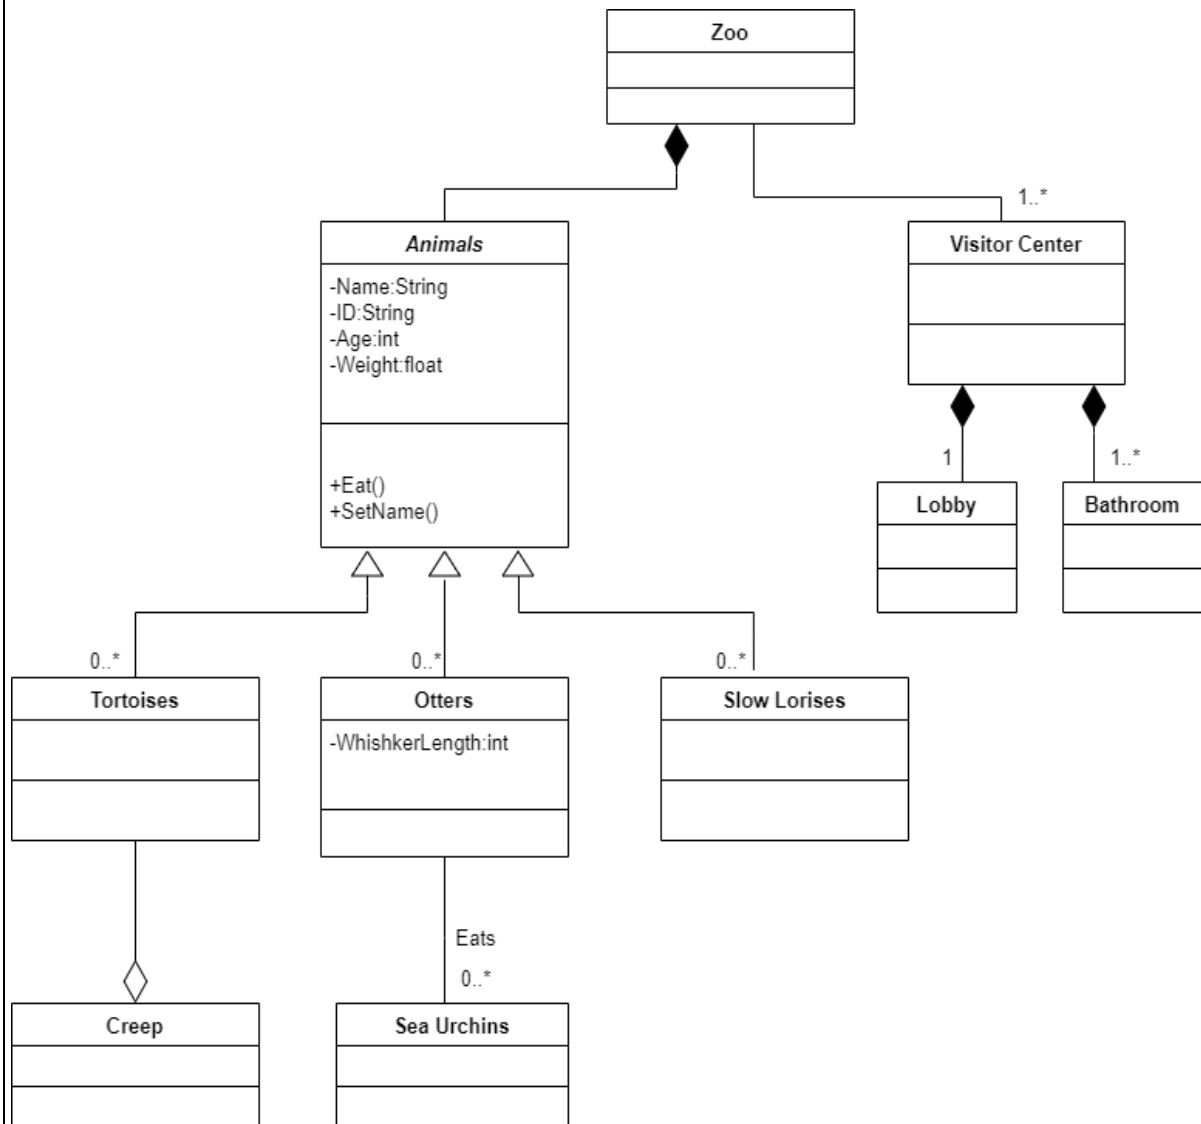 Zoo
1..*
Animals
-Name:String
-ID:String
-Age:int
-Weight:float
+Eat()
+SetName()
Visitor Center
1
1..*
Lobby
Bathroom
0..*
0..*
0..*
Tortoises
Otters
-WhishkerLength:int
Slow Lorises
Eats
0..*
Creep
Sea Urchins